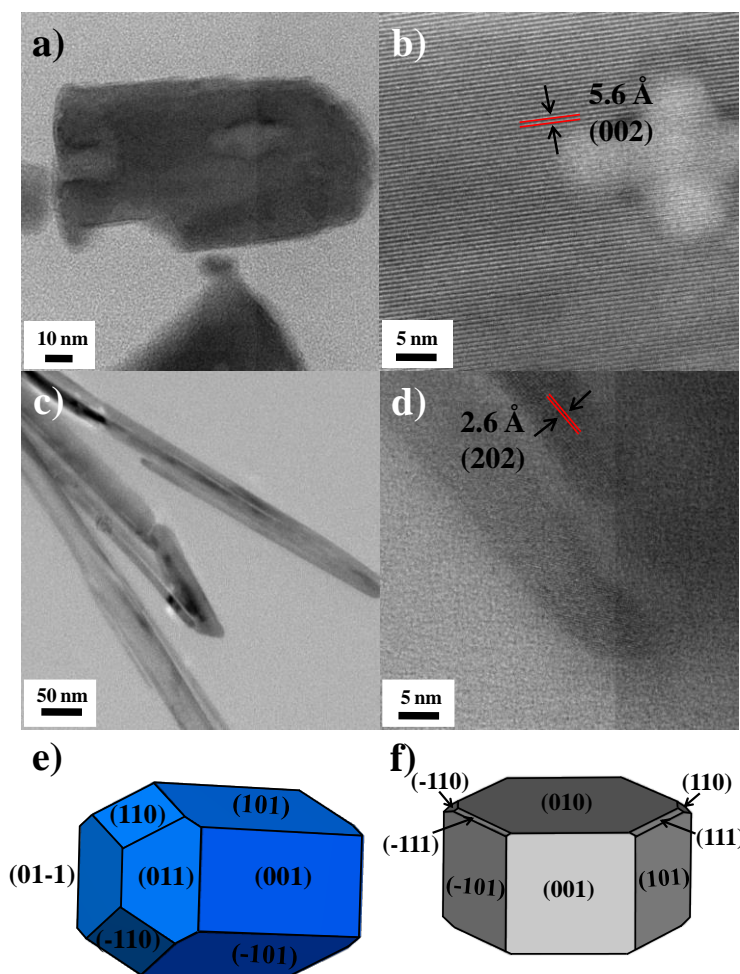 a)
10 nm
b)
5.6 Å
(002)
5 nm
c)
50 nm
d)
2.6 Å
(202)
5 nm
e)
(110)
(101)
(01-1)
(011)
(001)
(-110)
(-101)
f)
(-110)
(110)
(010)
(-111)
(111)
(-101)
(001)
(101)